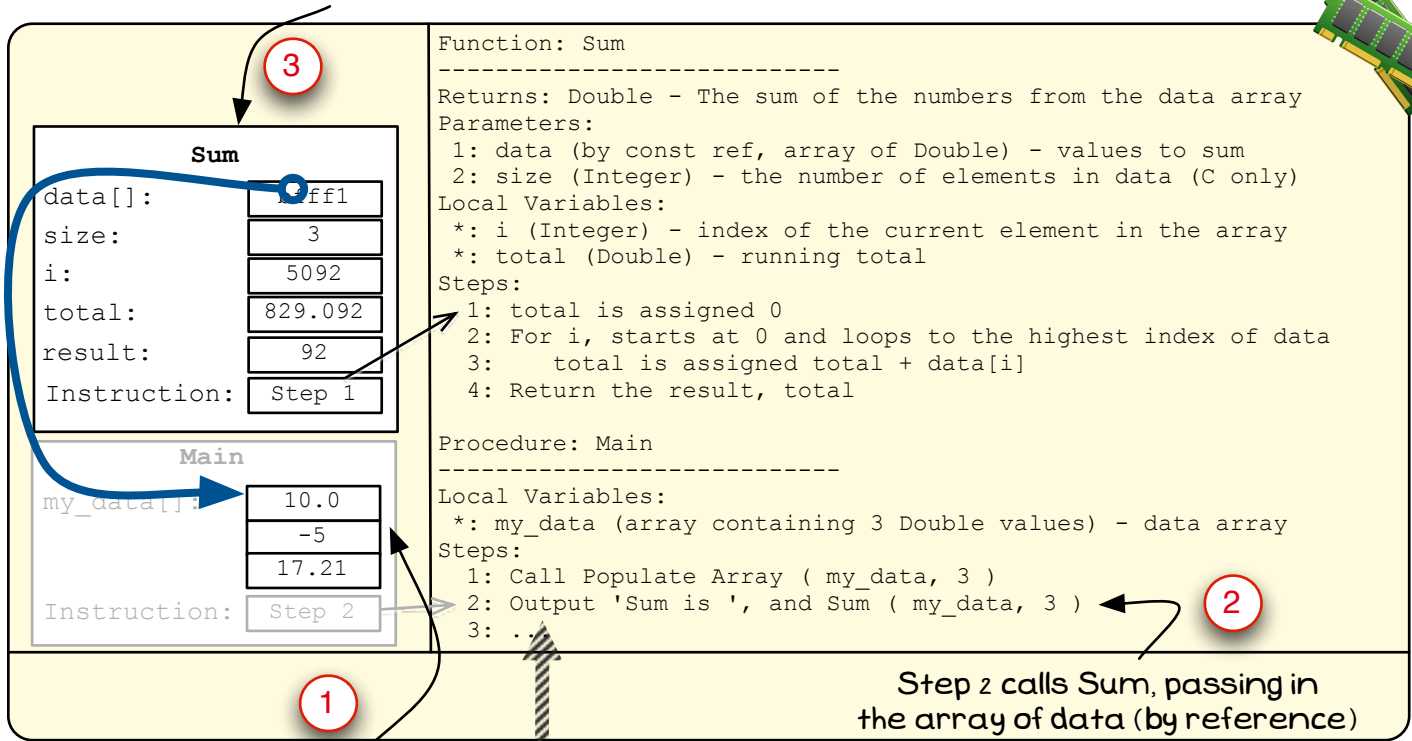 3
Sum
data[]: bfff1
size: 3
i: 5092
total: 829.092
result: 92
Instruction: Step 1
Main
my_data[]: 10.0
-5
17.21
Instruction: Step 2
1
Function: Sum
----------------------------
Returns: Double - The sum of the numbers from the data array
Parameters:
1: data (by const ref, array of Double) - values to sum
2: size (Integer) - the number of elements in data (C only)
Local Variables:
*: i (Integer) - index of the current element in the array
*: total (Double) - running total
Steps:
1: total is assigned 0
2: For i, starts at 0 and loops to the highest index of data
3: total is assigned total + data[i]
4: Return the result, total
Procedure: Main
----------------------------
Local Variables:
*: my_data (array containing 3 Double values) - data array
Steps:
1: Call Populate Array ( my_data, 3 )
2: Output 'Sum is ', and Sum ( my_data, 3 )
3: ...
2
Step 2 calls Sum, passing in
the array of data (by reference)